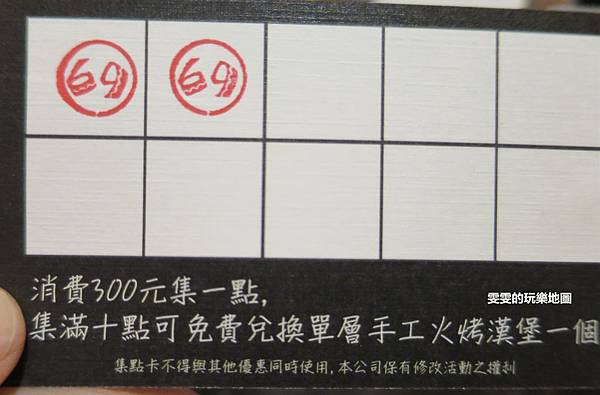 69 69
消費300元集一點,
雯雯的玩樂地圖
集滿十點可免費兌換單層手工火烤漢堡一個
集點卡不得與其他優惠同時使用,本公司保有修改活動之權利